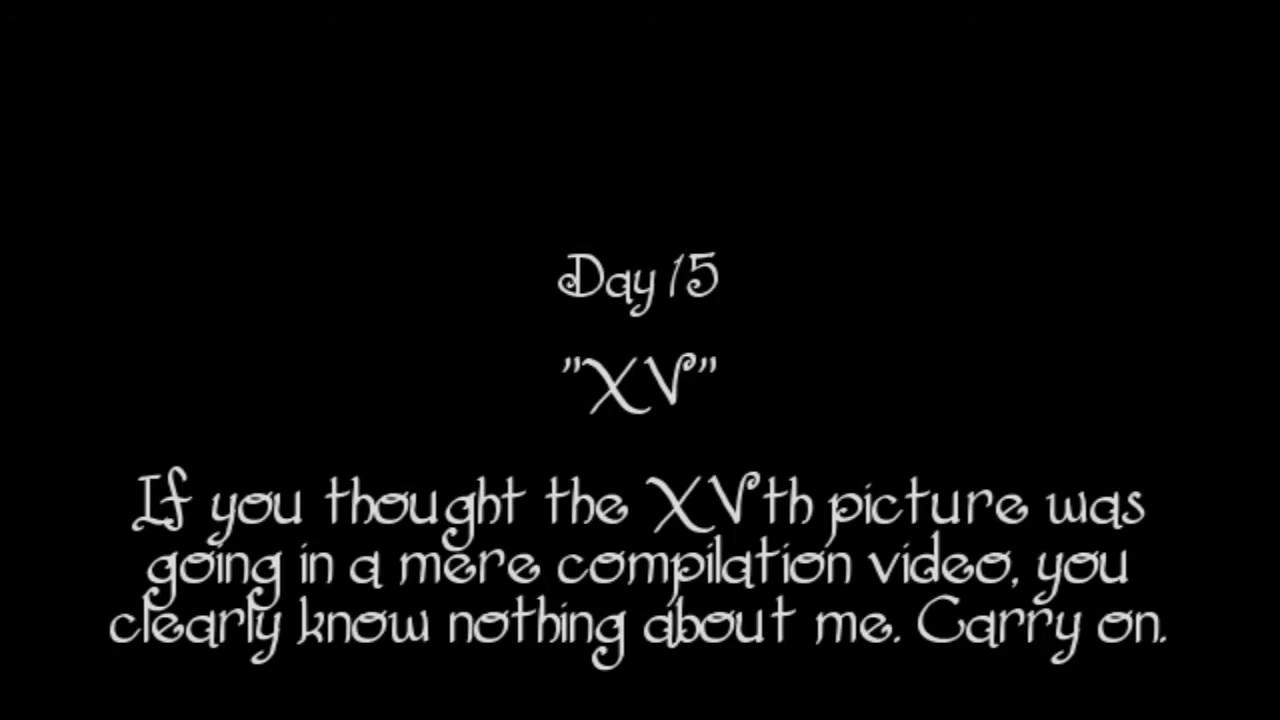 Day 15
"XV"
If you thought the XVth picture was
going in a mere compilation video, you
clearly know nothing about me. Carry on.